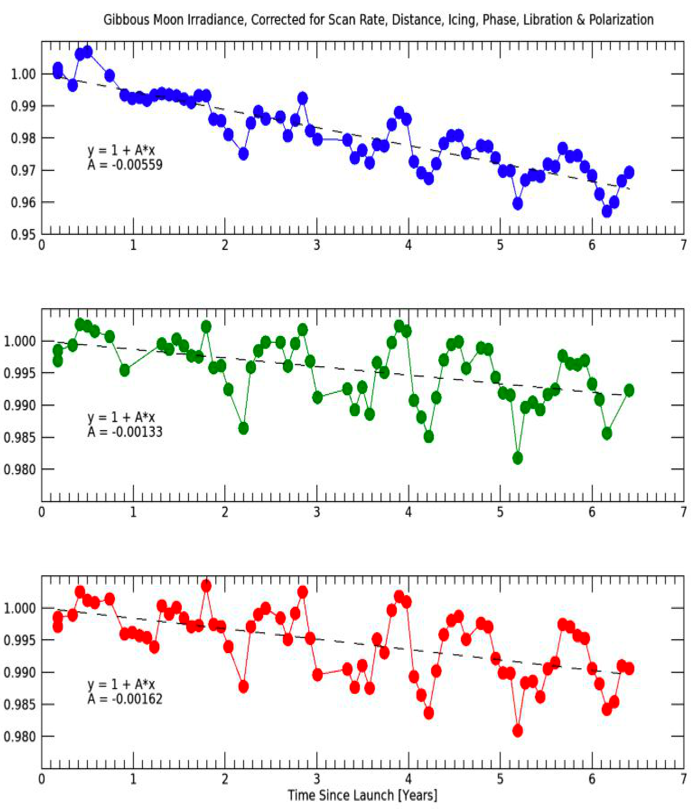 Gibbous Moon Irradiance, Corrected for Scan Rate, Distance, Icing, Phase, Libration & Polarization
1.00
0.99
0.98
0.97
0.96
0.95
y = 1 + A*x
A = -0.00559
0 1 2 3 4 5 6 7
1.000
0.995
0.990
0.985
0.980
y = 1 + A*x
A = -0.00133
0 1 2 3 4 5 6 7
1.000
0.995
0.990
0.985
0.980
y = 1 + A*x
A = -0.00162
0 1 2 3 4 5 6 7
Time Since Launch [Years]